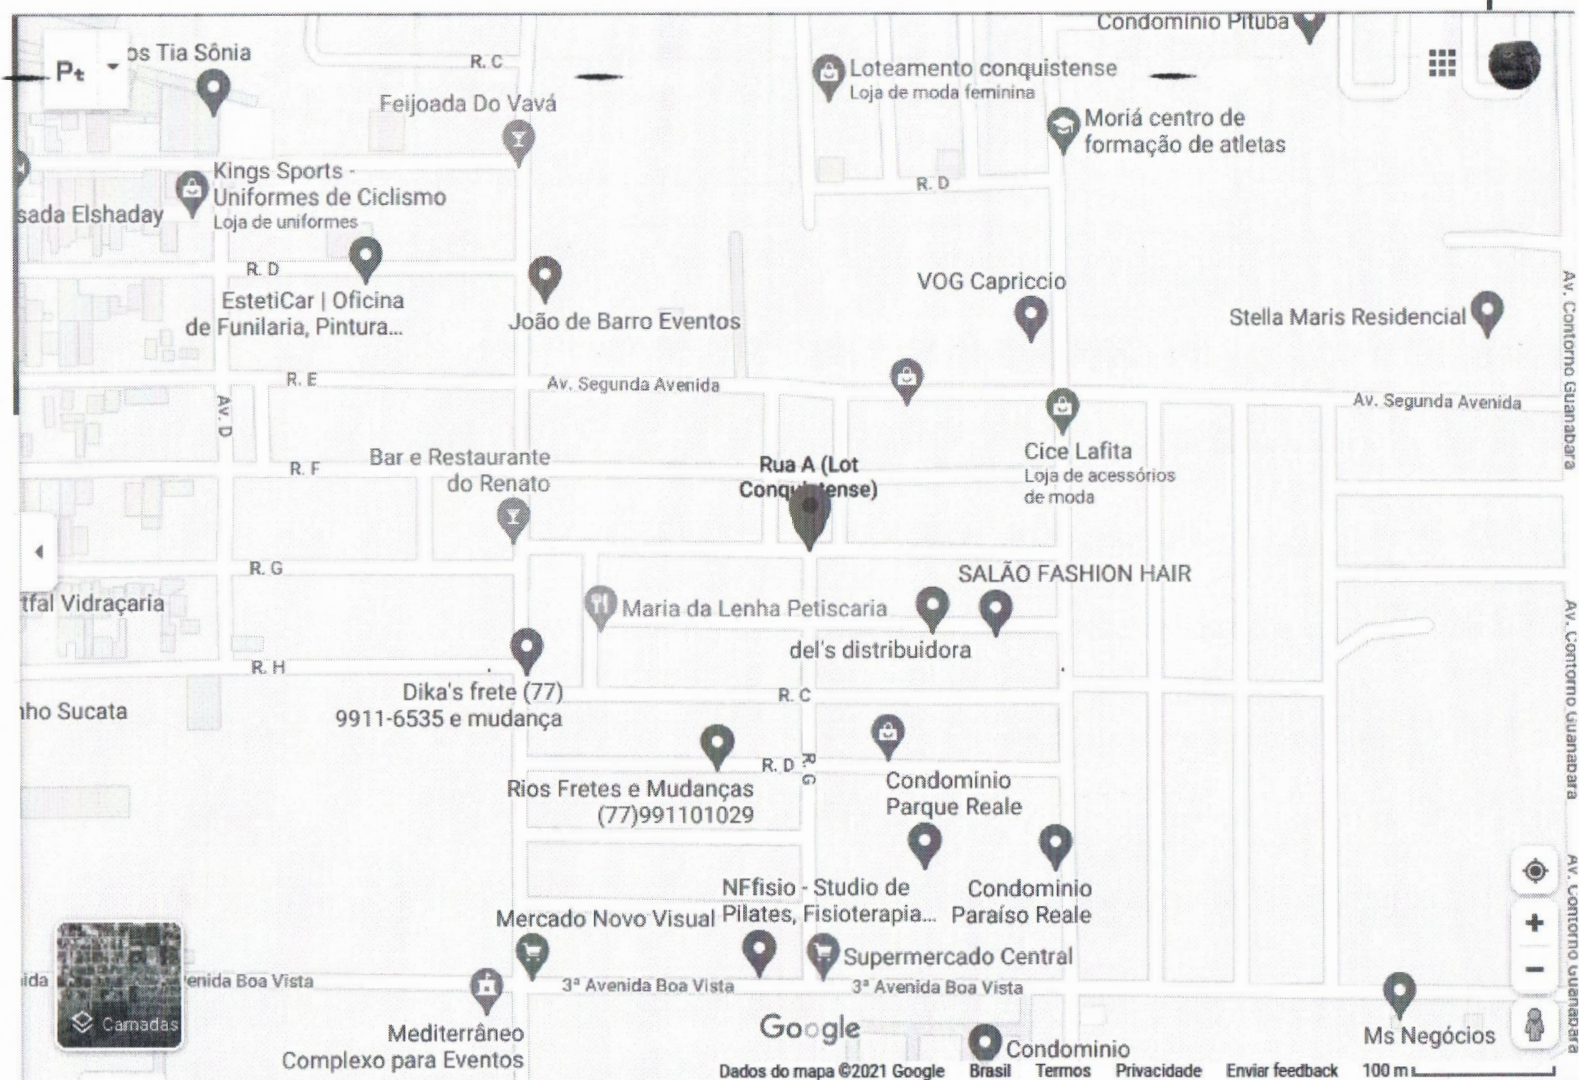 Condomínio Pituba
os Tia Sônia
Pt
R. C
Loteamento conquistense
Loja de moda feminina
Feijoada Do Vavá
Moriá centro de
formação de atletas
Kings Sports -
Uniformes de Ciclismo
Loja de uniformes
R. D
sada Elshaday
R. D
EstetiCar | Oficina
de Funilaria, Pintura...
João de Barro Eventos
VOG Capriccio
Stella Maris Residencial
Av. Contorno Guanabara
R. E
Av. Segunda Avenida
Av. Segunda Avenida
Av. D
Cice Lafita
Loja de acessórios
de moda
R. F
Bar e Restaurante
do Renato
Rua A (Lot
Conquistense)
R. G
SALÃO FASHION HAIR
tfal Vidraçaria
Maria da Lenha Petiscaria
del's distribuidora
Av. Contorno Guanabara
R. H
Dika's frete (77)
9911-6535 e mudança
R. C
nho Sucata
R. D
R. G
Rios Fretes e Mudanças
(77)991101029
Condomínio
Parque Reale
NFfisio - Studio de
Pilates, Fisioterapia...
Condomínio
Paraíso Reale
Av. Contorno Guanabara
Mercado Novo Visual
Supermercado Central
ida
enida Boa Vista
3ª Avenida Boa Vista
3ª Avenida Boa Vista
Camadas
Mediterrâneo
Complexo para Eventos
Google
Condomínio
Ms Negócios
Dados do mapa ©2021 Google Brasil Termos Privacidade Enviar feedback 100 m